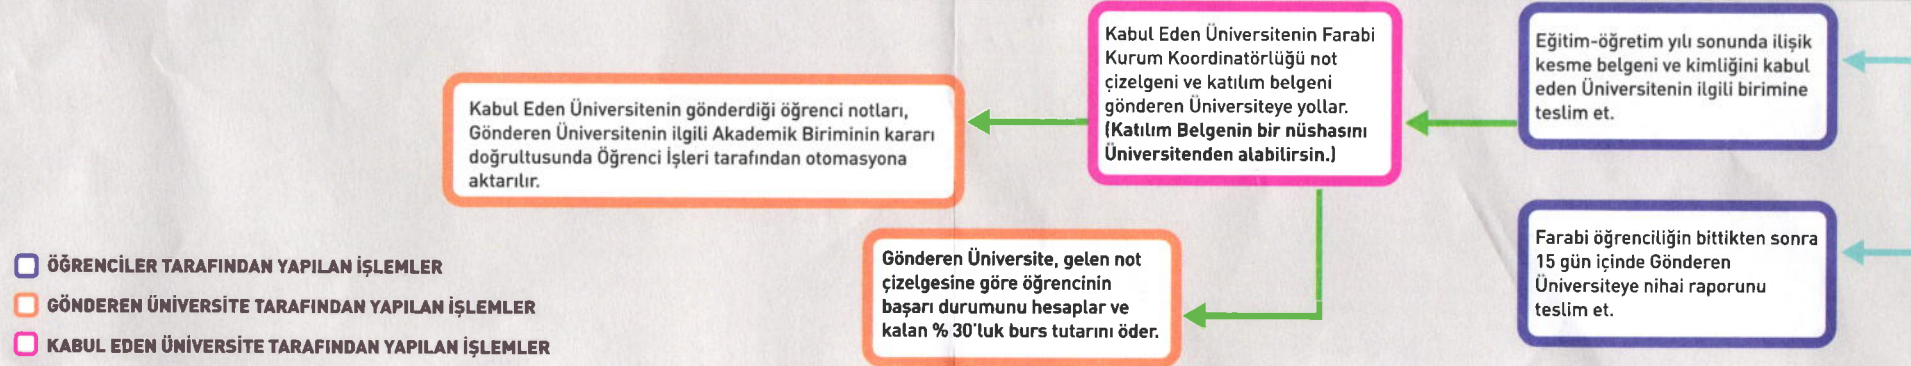 Kabul Eden Üniversitenin gönderdiği öğrenci notları,
Gönderen Üniversitenin ilgili Akademik Biriminin kararı
doğrultusunda Öğrenci İşleri tarafından otomasyona
aktarılır.
Kabul Eden Üniversitenin Farabi
Kurum Koordinatörlüğü not
çizelgeni ve katılım belgeni
gönderen Üniversiteye yollar.
(Katılım Belgenin bir nüshasını
Üniversitenden alabilirsin.)
Eğitim-öğretim yılı sonunda ilişik
kesme belgeni ve kimliğini kabul
eden Üniversitenin ilgili birimine
teslim et.
Gönderen Üniversite, gelen not
çizelgesine göre öğrencinin
başarı durumunu hesaplar ve
kalan % 30'luk burs tutarını öder.
Farabi öğrenciliğin bittikten sonra
15 gün içinde Gönderen
Üniversiteye nihai raporunu
teslim et.
ÖĞRENCİLER TARAFINDAN YAPILAN İŞLEMLER
GÖNDEREN ÜNİVERSİTE TARAFINDAN YAPILAN İŞLEMLER
KABUL EDEN ÜNİVERSİTE TARAFINDAN YAPILAN İŞLEMLER